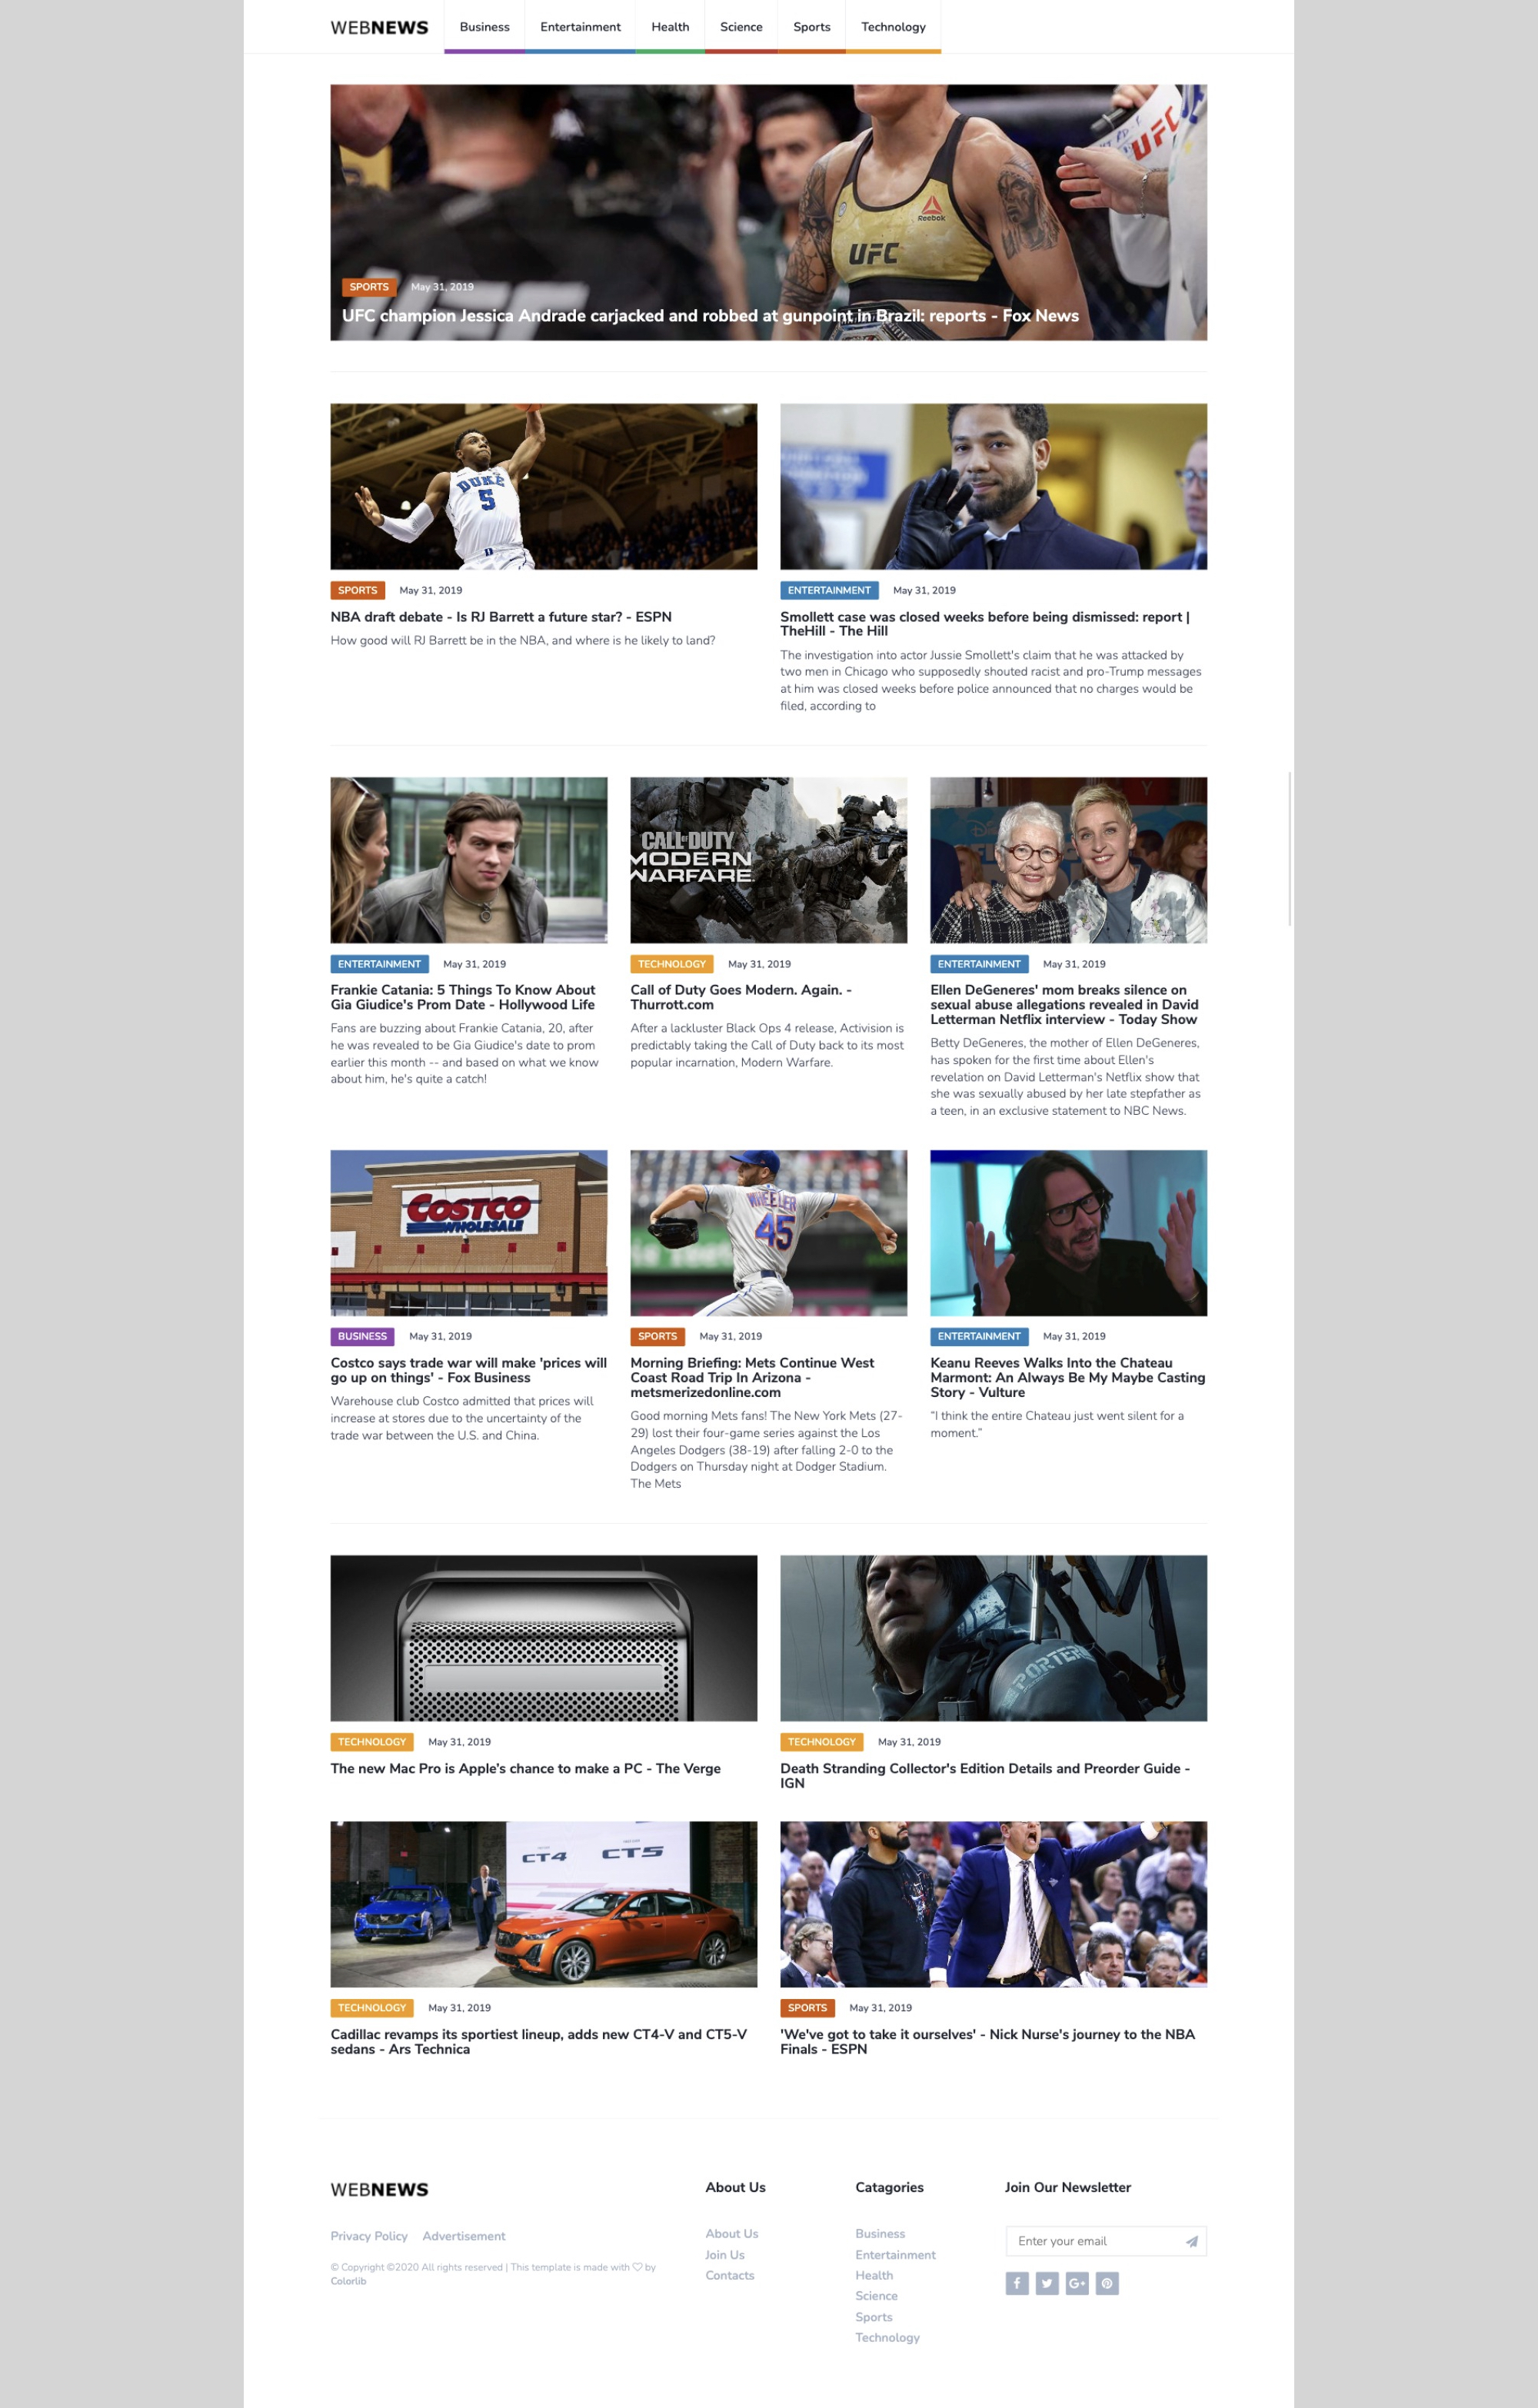 WEBNEWS
Business
Entertainment
Health
Science
Sports
Technology
UFC
Reebok
UFC
SPORTS May 31, 2019
UFC champion Jessica Andrade carjacked and robbed at gunpoint in Brazil: reports - Fox News
DUKE
5
SPORTS May 31, 2019
NBA draft debate - Is RJ Barrett a future star? - ESPN
How good will RJ Barrett be in the NBA, and where is he likely to land?
ENTERTAINMENT May 31, 2019
Smollett case was closed weeks before being dismissed: report |
TheHill - The Hill
The investigation into actor Jussie Smollett's claim that he was attacked by
two men in Chicago who supposedly shouted racist and pro-Trump messages
at him was closed weeks before police announced that no charges would be
filed, according to
ENTERTAINMENT May 31, 2019
Frankie Catania: 5 Things To Know About
Gia Giudice's Prom Date - Hollywood Life
Fans are buzzing about Frankie Catania, 20, after
he was revealed to be Gia Giudice's date to prom
earlier this month -- and based on what we know
about him, he's quite a catch!
CALL OF DUTY
MODERN
WARFARE
TECHNOLOGY May 31, 2019
Call of Duty Goes Modern. Again. -
Thurrott.com
After a lackluster Black Ops 4 release, Activision is
predictably taking the Call of Duty back to its most
popular incarnation, Modern Warfare.
ENTERTAINMENT May 31, 2019
Ellen DeGeneres' mom breaks silence on
sexual abuse allegations revealed in David
Letterman Netflix interview - Today Show
Betty DeGeneres, the mother of Ellen DeGeneres,
has spoken for the first time about Ellen's
revelation on David Letterman's Netflix show that
she was sexually abused by her late stepfather as
a teen, in an exclusive statement to NBC News.
COSTCO
WHOLESALE
BUSINESS May 31, 2019
Costco says trade war will make 'prices will
go up on things' - Fox Business
Warehouse club Costco admitted that prices will
increase at stores due to the uncertainty of the
trade war between the U.S. and China.
WHEELER
45
SPORTS May 31, 2019
Morning Briefing: Mets Continue West
Coast Road Trip In Arizona -
metsmerizedonline.com
Good morning Mets fans! The New York Mets (27-
29) lost their four-game series against the Los
Angeles Dodgers (38-19) after falling 2-0 to the
Dodgers on Thursday night at Dodger Stadium.
The Mets
ENTERTAINMENT May 31, 2019
Keanu Reeves Walks Into the Chateau
Marmont: An Always Be My Maybe Casting
Story - Vulture
“I think the entire Chateau just went silent for a
moment.”
TECHNOLOGY May 31, 2019
The new Mac Pro is Apple’s chance to make a PC - The Verge
PORTER
TECHNOLOGY May 31, 2019
Death Stranding Collector's Edition Details and Preorder Guide -
IGN
CT4 CT5
TECHNOLOGY May 31, 2019
Cadillac revamps its sportiest lineup, adds new CT4-V and CT5-V
sedans - Ars Technica
SPORTS May 31, 2019
'We've got to take it ourselves' - Nick Nurse's journey to the NBA
Finals - ESPN
WEBNEWS
Privacy Policy Advertisement
© Copyright ©2020 All rights reserved | This template is made with ♡ by
Colorlib
About Us
About Us
Join Us
Contacts
Catagories
Business
Entertainment
Health
Science
Sports
Technology
Join Our Newsletter
Enter your email